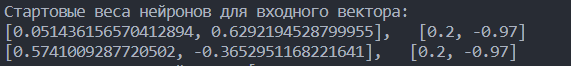 Стартовые веса нейронов для входного вектора:
[0.051436156570412894, 0.6292194528799955],   [0.2, -0.97]
[0.5741009287720502, -0.3652951168221641],   [0.2, -0.97]